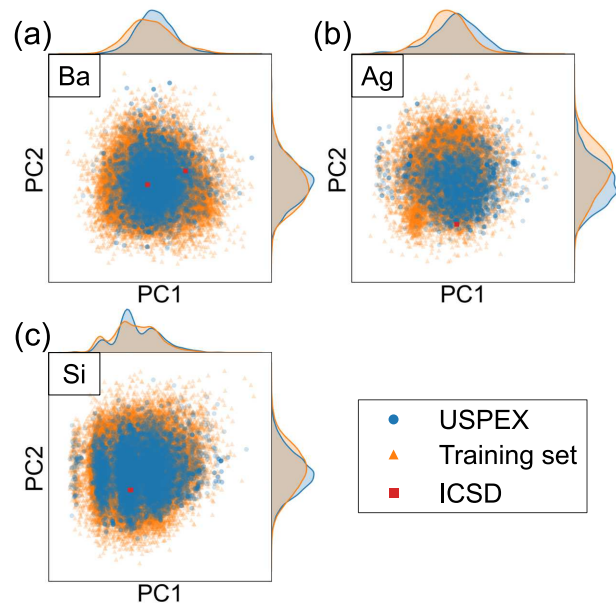 (a)
Ba
PC2
PC1
(b)
Ag
PC2
PC1
(c)
Si
PC2
PC1
USPEX
Training set
ICSD